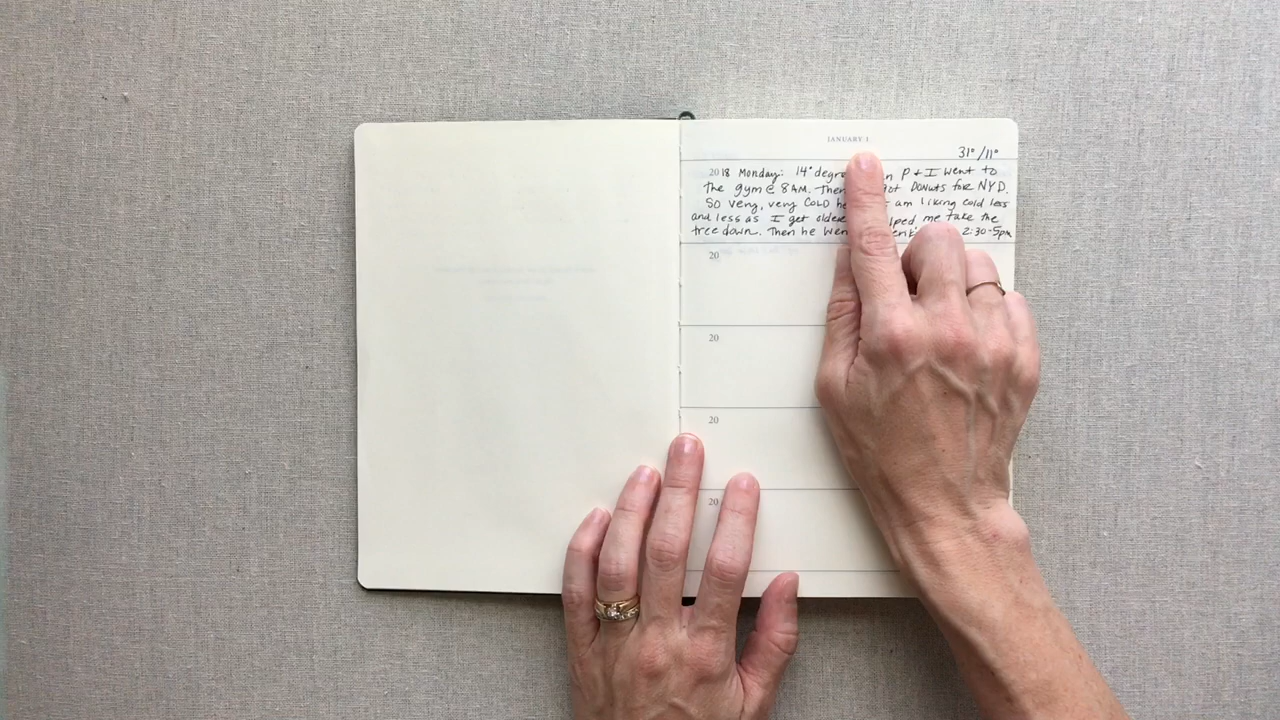 JANUARY 1
31°/11°
2018 Monday: 14° degre P + I went to
the gym @ 8AM. Then got DONUTS for NYD.
SO very, very COLD he am liking cold less
and less as I get older lped me take the
tree down. Then he wen 2:30-5pm
20
20
20
20